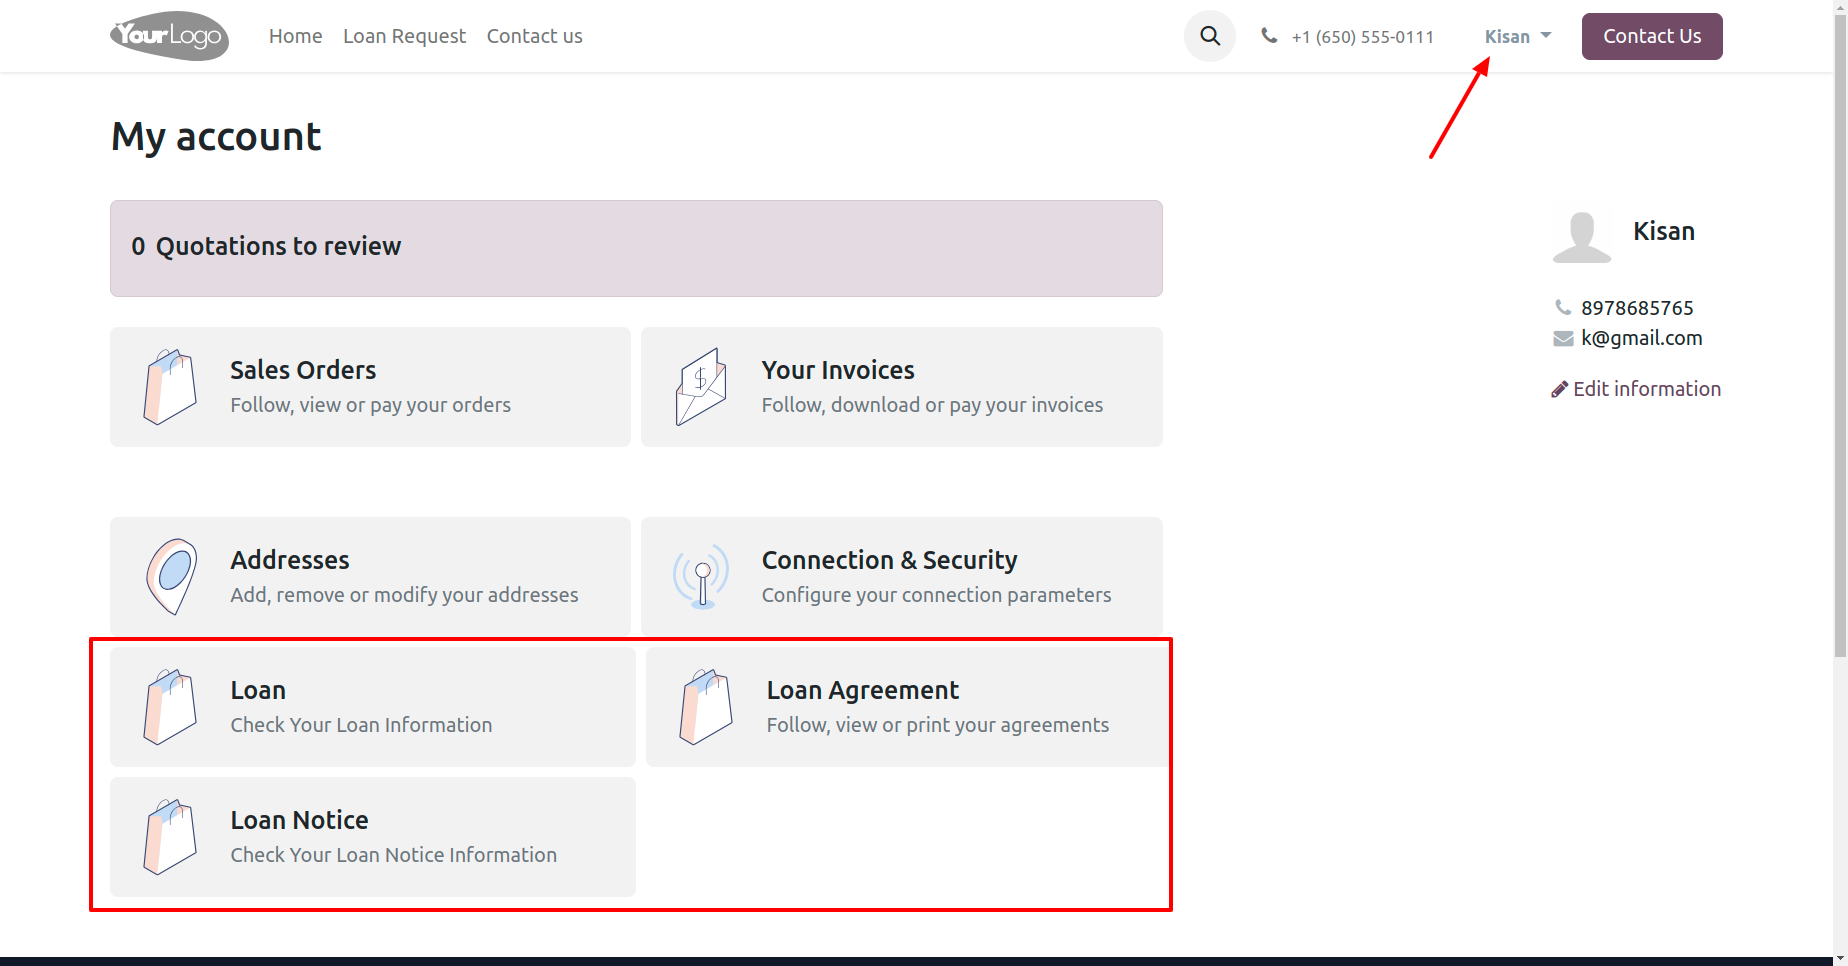 YourLogo
Home Loan Request Contact us
+1 (650) 555-0111
Kisan
Contact Us
My account
0 Quotations to review
Kisan
8978685765
k@gmail.com
Edit information
Sales Orders
Follow, view or pay your orders
Your Invoices
Follow, download or pay your invoices
$
Addresses
Add, remove or modify your addresses
Connection & Security
Configure your connection parameters
Loan
Check Your Loan Information
Loan Agreement
Follow, view or print your agreements
Loan Notice
Check Your Loan Notice Information